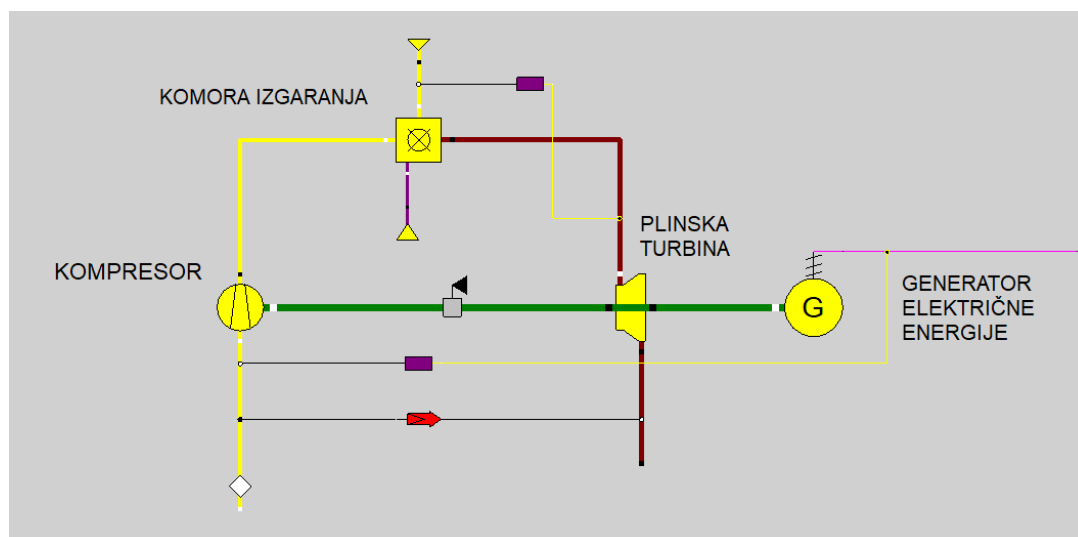 KOMORA IZGARANJA
PLINSKA
TURBINA
KOMPRESOR
GENERATOR
ELEKTRIČNE
ENERGIJE
G